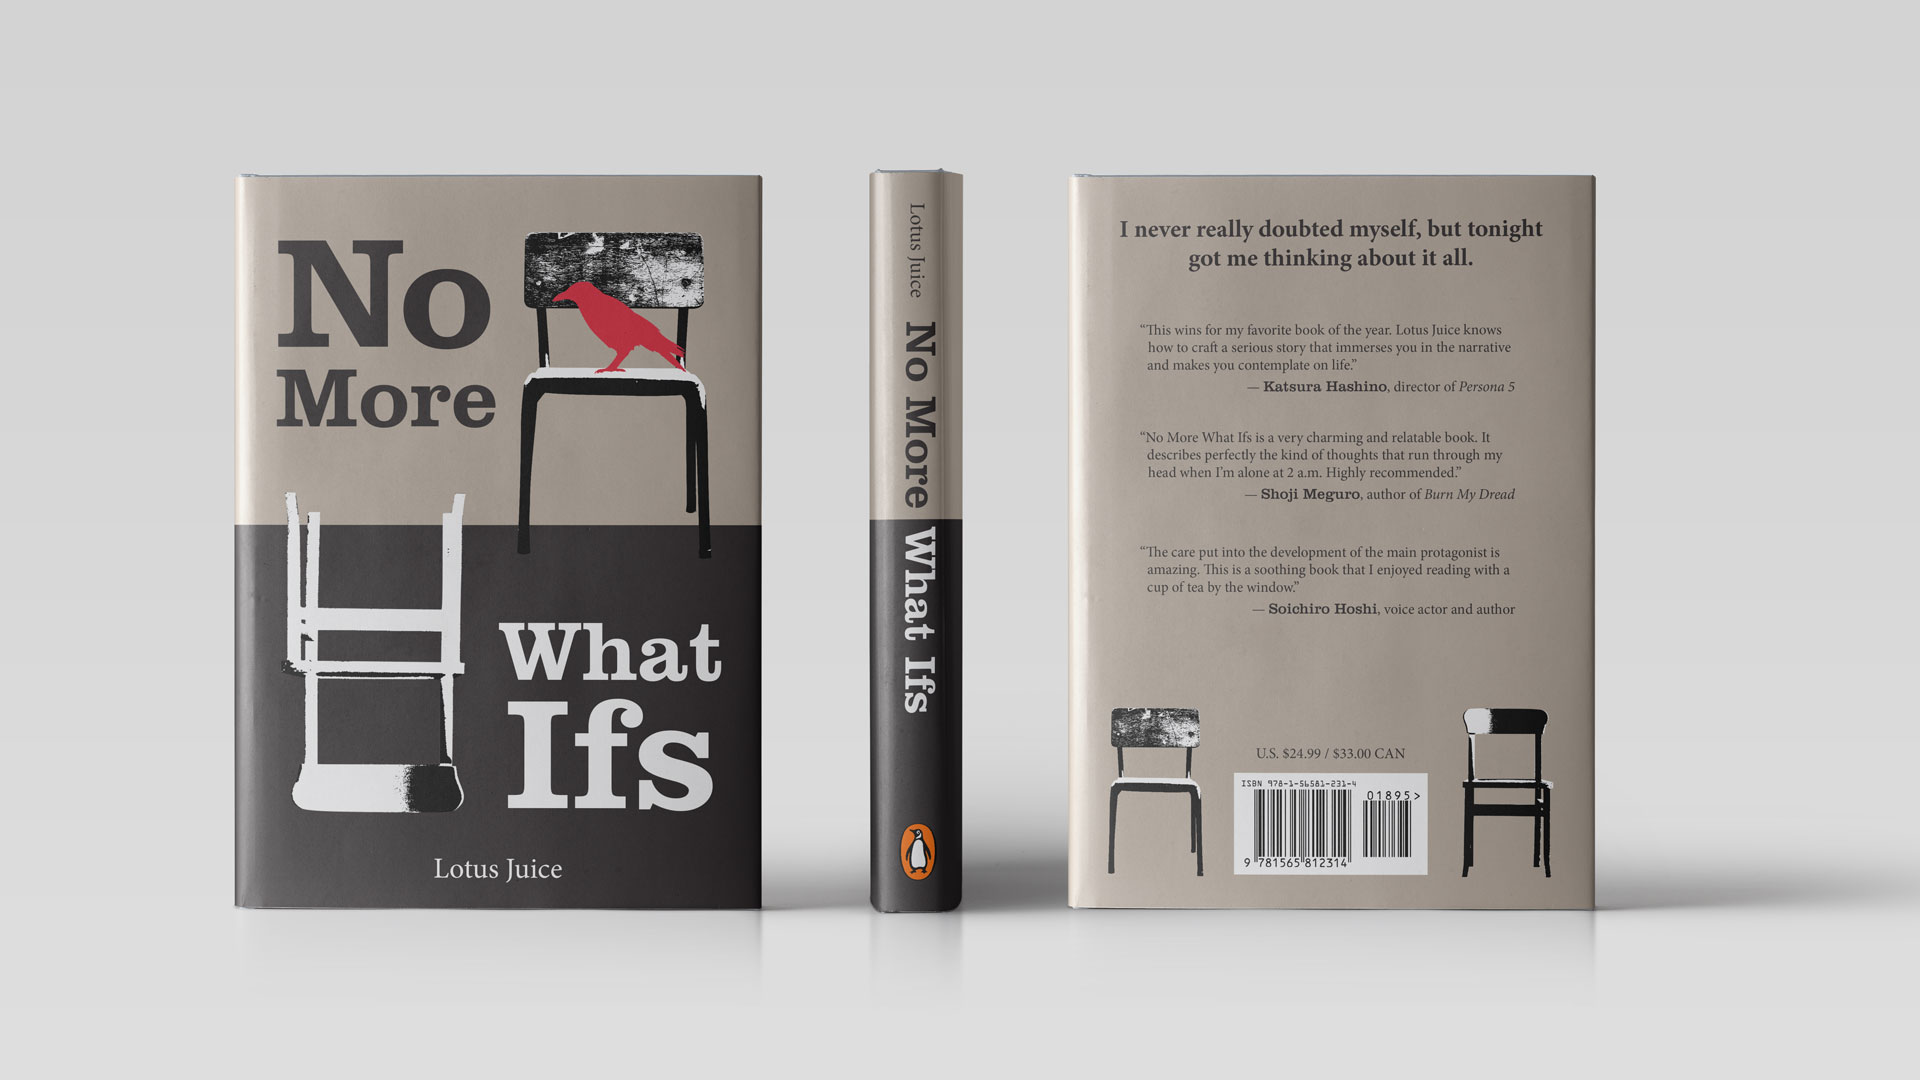 No
More
What
Ifs
Lotus Juice
Lotus Juice
No More What Ifs
I never really doubted myself, but tonight
got me thinking about it all.
“This wins for my favorite book of the year. Lotus Juice knows
how to craft a serious story that immerses you in the narrative
and makes you contemplate on life.”
— Katsura Hashino, director of Persona 5
“No More What Ifs is a very charming and relatable book. It
describes perfectly the kind of thoughts that run through my
head when I’m alone at 2 a.m. Highly recommended.”
— Shoji Meguro, author of Burn My Dread
“The care put into the development of the main protagonist is
amazing. This is a soothing book that I enjoyed reading with a
cup of tea by the window.”
— Soichiro Hoshi, voice actor and author
U.S. $24.99 / $33.00 CAN
ISBN 978-1-56581-231-4
01895>
9 781565 812314